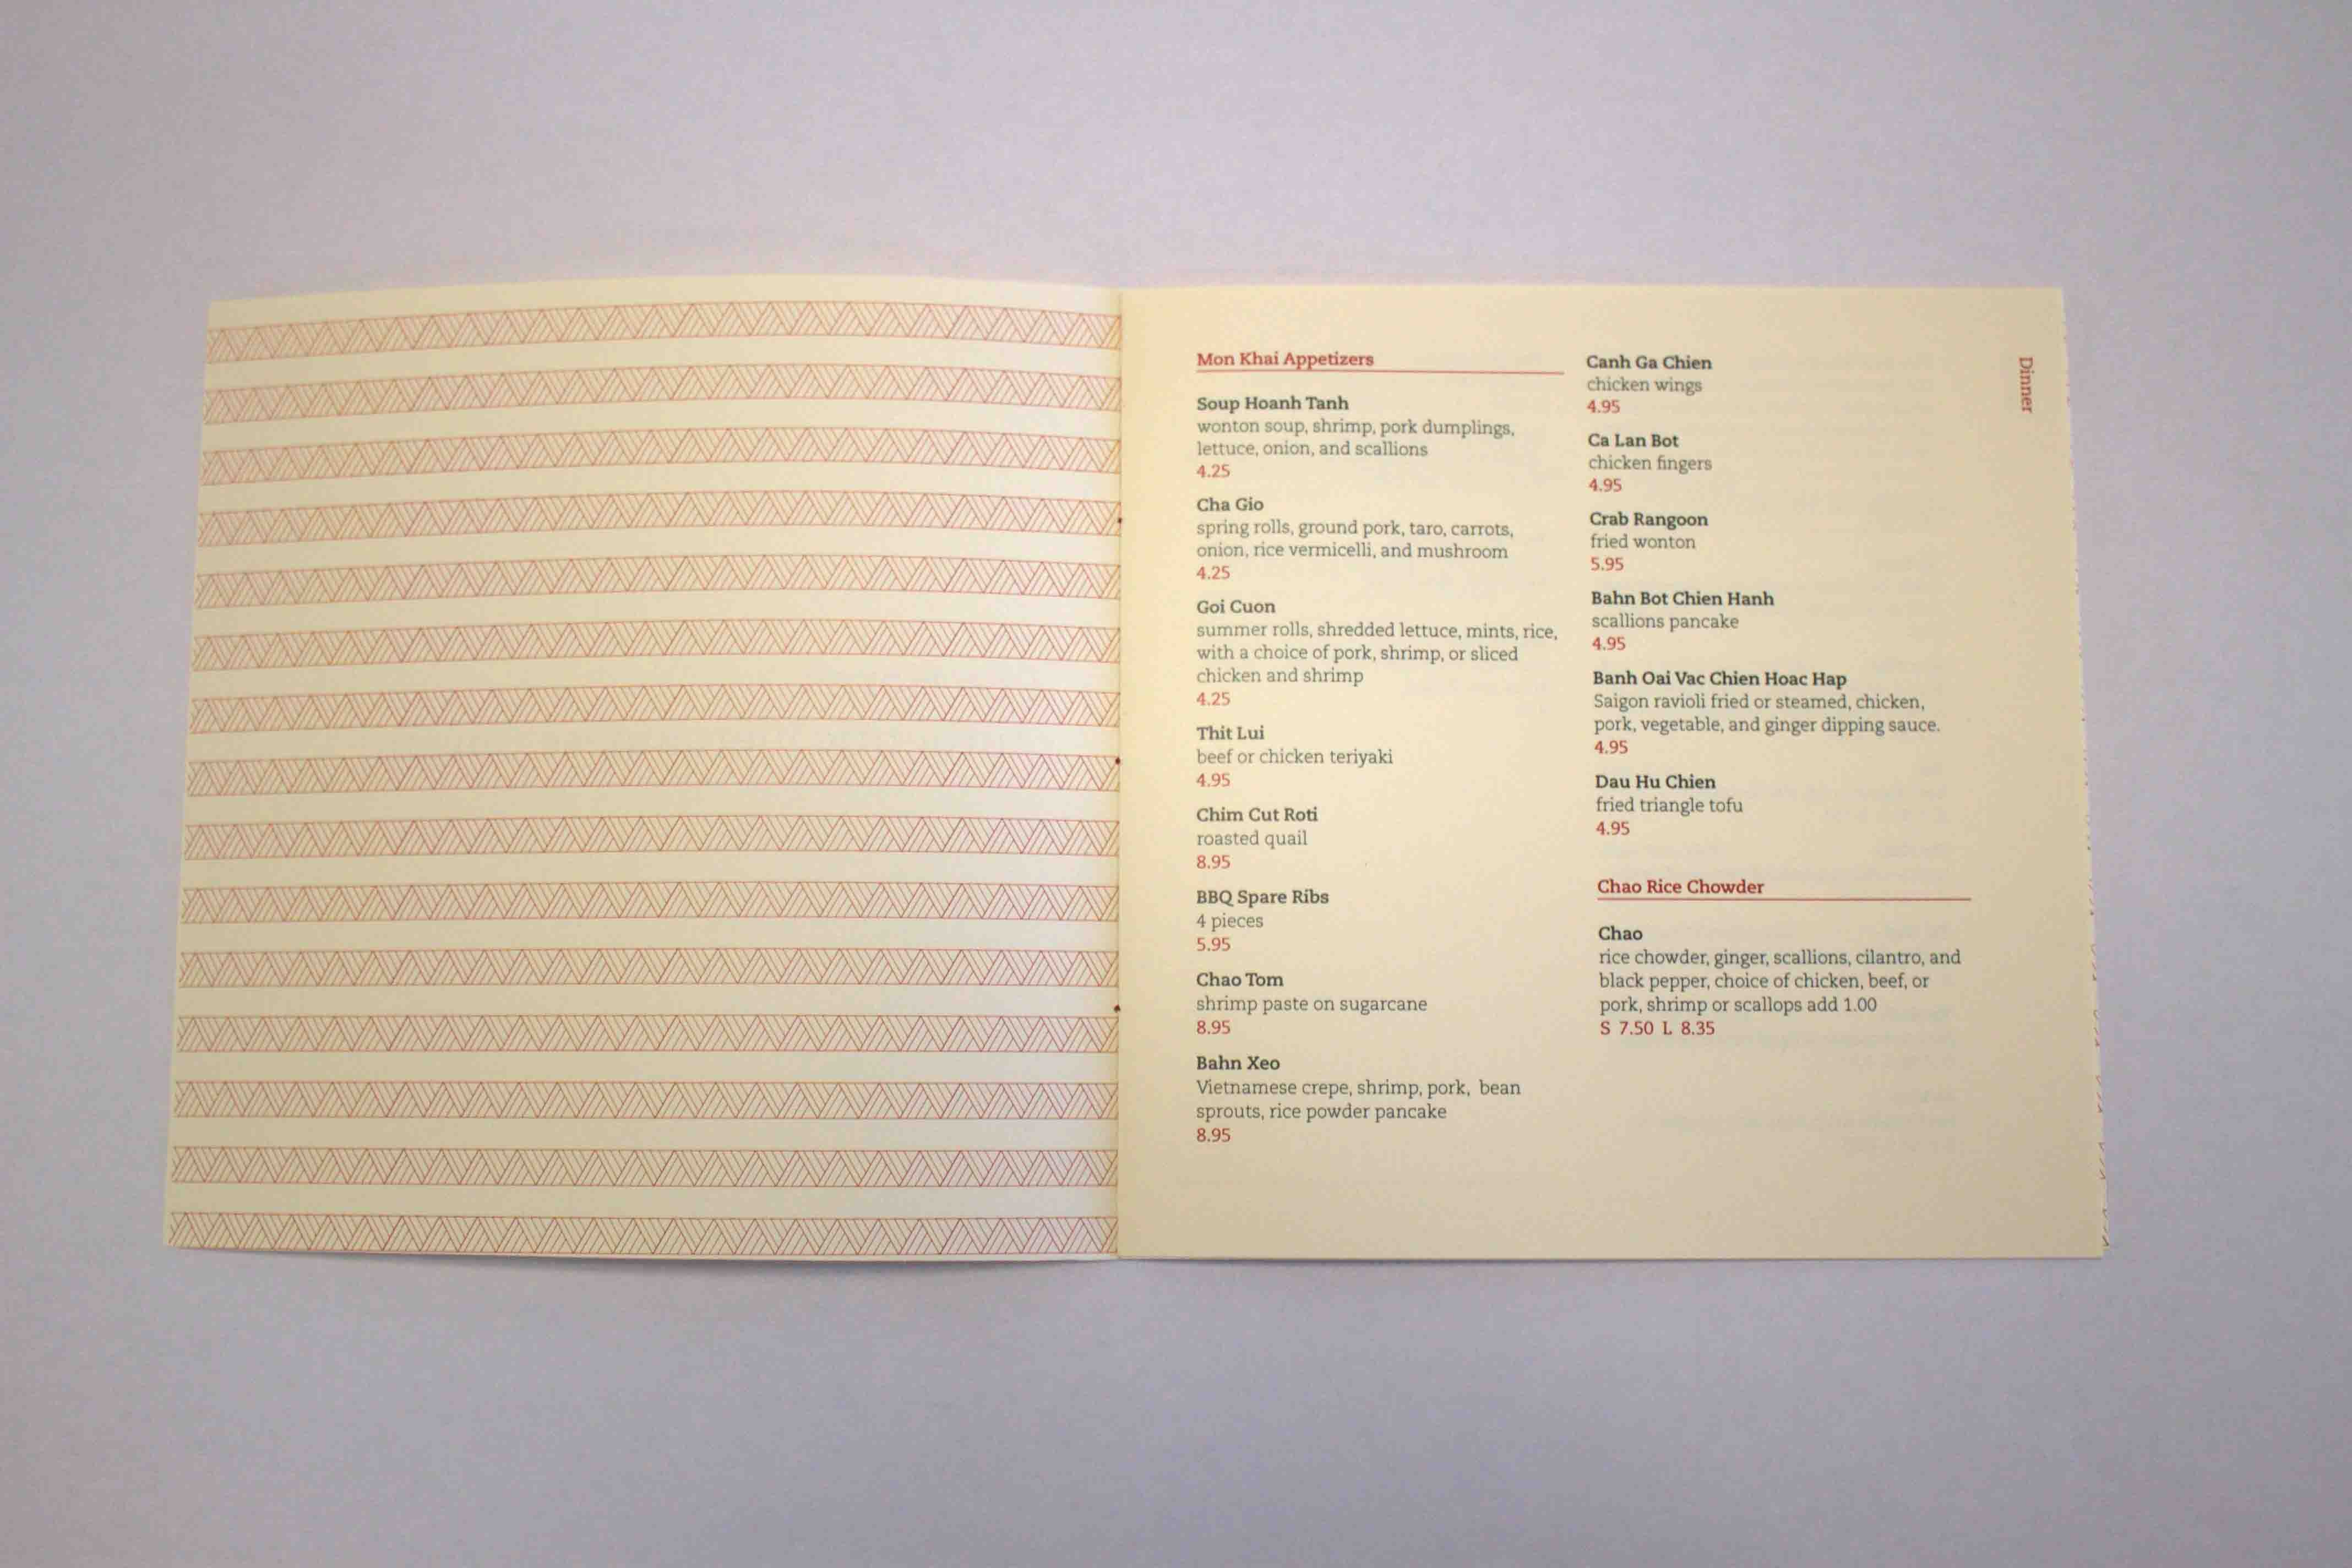 Mon Khai Appetizers
Soup Hoanh Tanh
wonton soup, shrimp, pork dumplings,
lettuce, onion, and scallions
4.25
Cha Gio
spring rolls, ground pork, taro, carrots,
onion, rice vermicelli, and mushroom
4.25
Goi Cuon
summer rolls, shredded lettuce, mints, rice,
with a choice of pork, shrimp, or sliced
chicken and shrimp
4.25
Thit Lui
beef or chicken teriyaki
4.95
Chim Cut Roti
roasted quail
8.95
BBQ Spare Ribs
4 pieces
5.95
Chao Tom
shrimp paste on sugarcane
8.95
Bahn Xeo
Vietnamese crepe, shrimp, pork, bean
sprouts, rice powder pancake
8.95
Canh Ga Chien
chicken wings
4.95
Ca Lan Bot
chicken fingers
4.95
Crab Rangoon
fried wonton
5.95
Bahn Bot Chien Hanh
scallions pancake
4.95
Banh Oai Vac Chien Hoac Hap
Saigon ravioli fried or steamed, chicken,
pork, vegetable, and ginger dipping sauce.
4.95
Dau Hu Chien
fried triangle tofu
4.95
Chao Rice Chowder
Chao
rice chowder, ginger, scallions, cilantro, and
black pepper, choice of chicken, beef, or
pork, shrimp or scallops add 1.00
S 7.50 L 8.35
Dinner